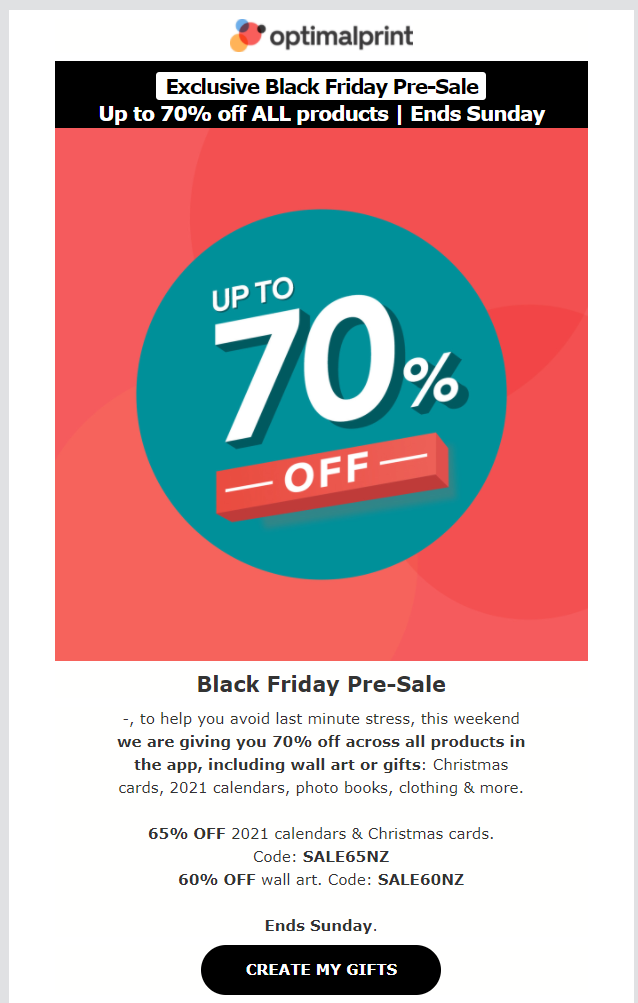 optimalprint
Exclusive Black Friday Pre-Sale
Up to 70% off ALL products | Ends Sunday
UP TO
70%
OFF
Black Friday Pre-Sale
-, to help you avoid last minute stress, this weekend
we are giving you 70% off across all products in
the app, including wall art or gifts: Christmas
cards, 2021 calendars, photo books, clothing & more.
65% OFF 2021 calendars & Christmas cards.
Code: SALE65NZ
60% OFF wall art. Code: SALE60NZ
Ends Sunday.
CREATE MY GIFTS